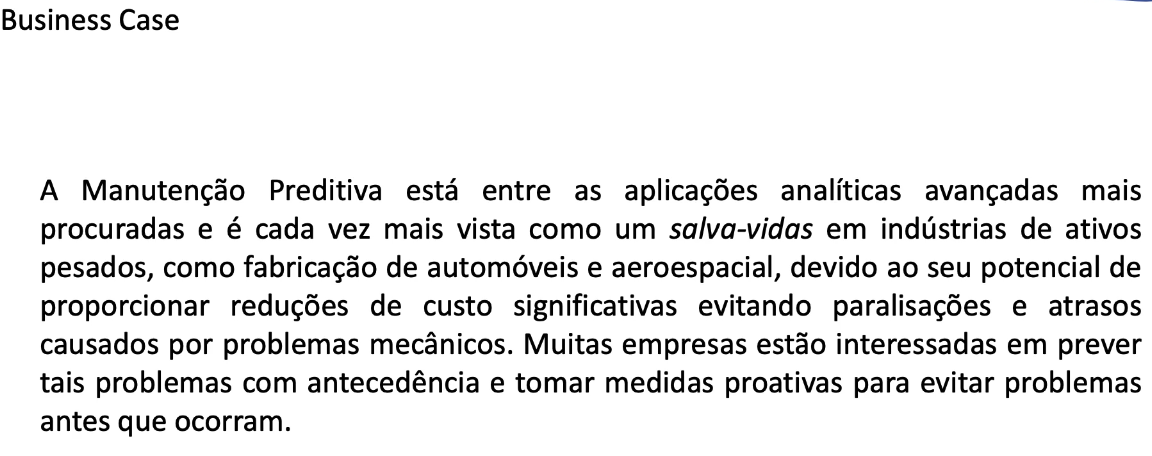 Business Case
A Manutenção Preditiva está entre as aplicações analíticas avançadas mais
procuradas e é cada vez mais vista como um salva-vidas em indústrias de ativos
pesados, como fabricação de automóveis e aeroespacial, devido ao seu potencial de
proporcionar reduções de custo significativas evitando paralisações e atrasos
causados por problemas mecânicos. Muitas empresas estão interessadas em prever
tais problemas com antecedência e tomar medidas proativas para evitar problemas
antes que ocorram.